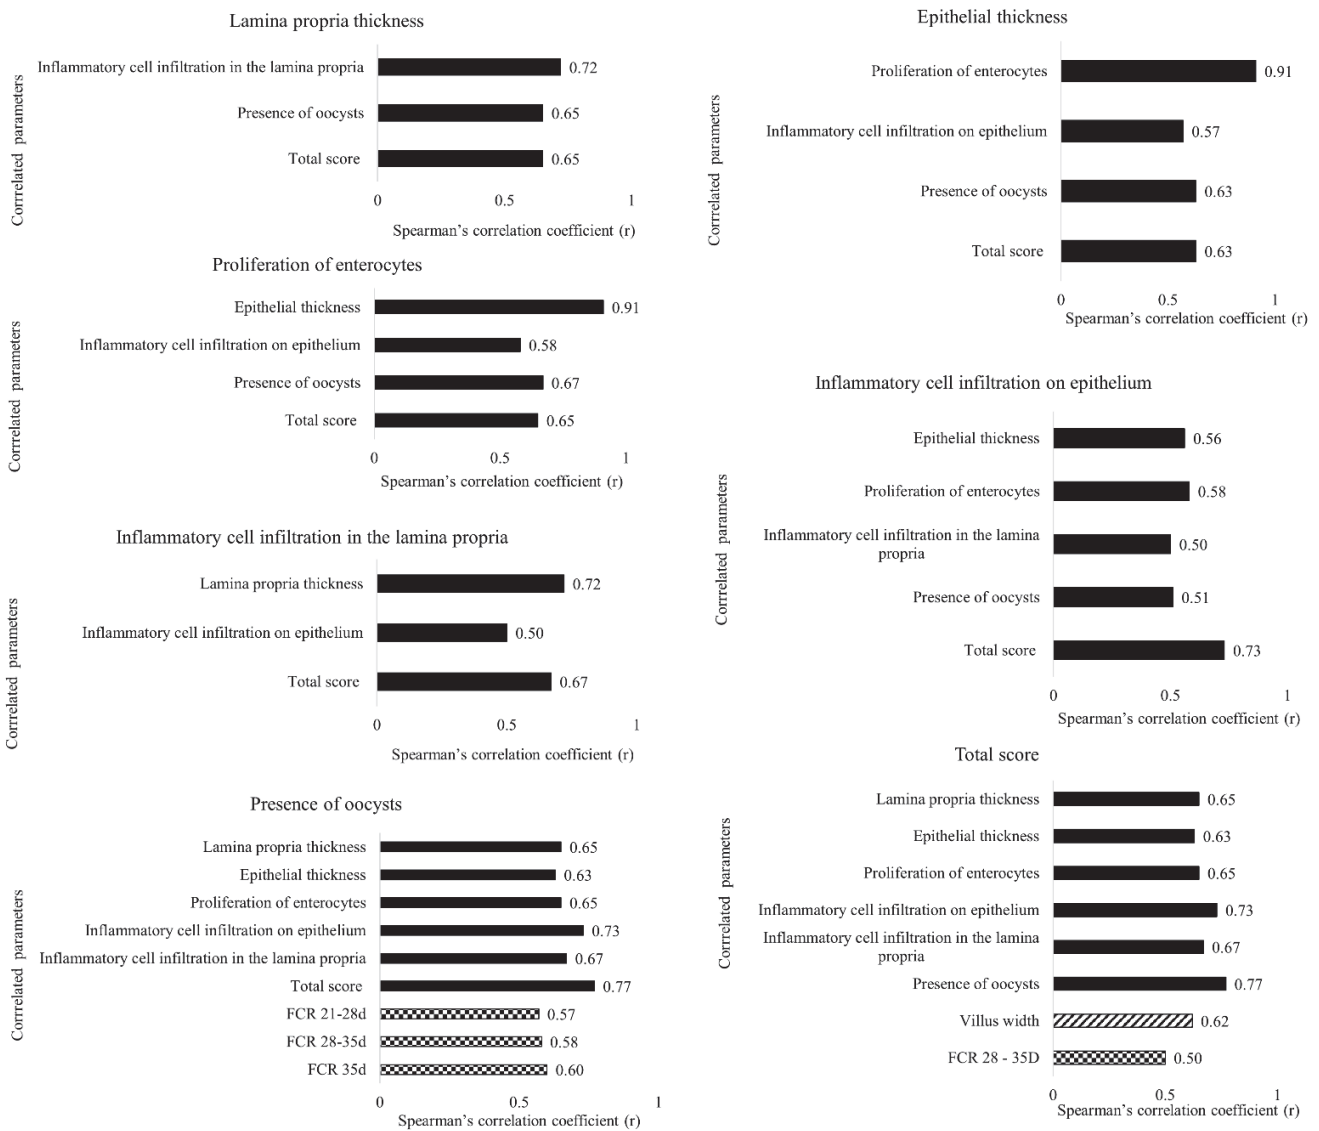 Lamina propria thickness
Corrrelated parameters
Inflammatory cell infiltration in the lamina propria 0.72
Presence of oocysts 0.65
Total score 0.65
0 0.5 1
Spearman's correlation coefficient (r)
Proliferation of enterocytes
Corrrelated parameters
Epithelial thickness 0.91
Inflammatory cell infiltration on epithelium 0.58
Presence of oocysts 0.67
Total score 0.65
0 0.5 1
Spearman's correlation coefficient (r)
Inflammatory cell infiltration in the lamina propria
Corrrelated parameters
Lamina propria thickness 0.72
Inflammatory cell infiltration on epithelium 0.50
Total score 0.67
0 0.5 1
Spearman's correlation coefficient (r)
Presence of oocysts
Corrrelated parameters
Lamina propria thickness 0.65
Epithelial thickness 0.63
Proliferation of enterocytes 0.65
Inflammatory cell infiltration on epithelium 0.73
Inflammatory cell infiltration in the lamina propria 0.67
Total score 0.77
FCR 21-28d 0.57
FCR 28-35d 0.58
FCR 35d 0.60
0 0.5 1
Spearman's correlation coefficient (r)
Epithelial thickness
Corrrelated parameters
Proliferation of enterocytes 0.91
Inflammatory cell infiltration on epithelium 0.57
Presence of oocysts 0.63
Total score 0.63
0 0.5 1
Spearman's correlation coefficient (r)
Inflammatory cell infiltration on epithelium
Corrrelated parameters
Epithelial thickness 0.56
Proliferation of enterocytes 0.58
Inflammatory cell infiltration in the lamina
propria 0.50
Presence of oocysts 0.51
Total score 0.73
0 0.5 1
Spearman's correlation coefficient (r)
Total score
Corrrelated parameters
Lamina propria thickness 0.65
Epithelial thickness 0.63
Proliferation of enterocytes 0.65
Inflammatory cell infiltration on epithelium 0.73
Inflammatory cell infiltration in the lamina
propria 0.67
Presence of oocysts 0.77
Villus width 0.62
FCR 28 - 35D 0.50
0 0.5 1
Spearman's correlation coefficient (r)